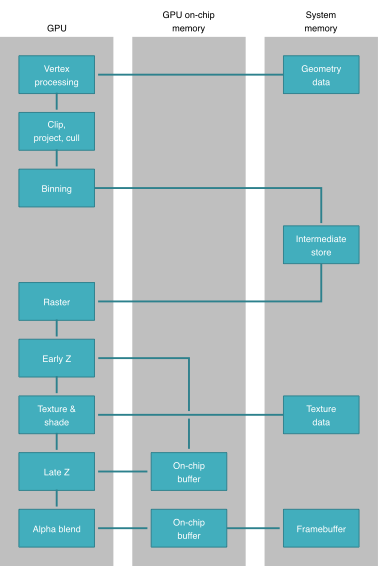 GPU
GPU on-chip
memory
System
memory
Vertex
processing
Geometry
data
Clip,
project, cull
Binning
Intermediate
store
Raster
Early Z
Texture &
shade
Texture
data
Late Z
On-chip
buffer
Alpha blend
On-chip
buffer
Framebuffer